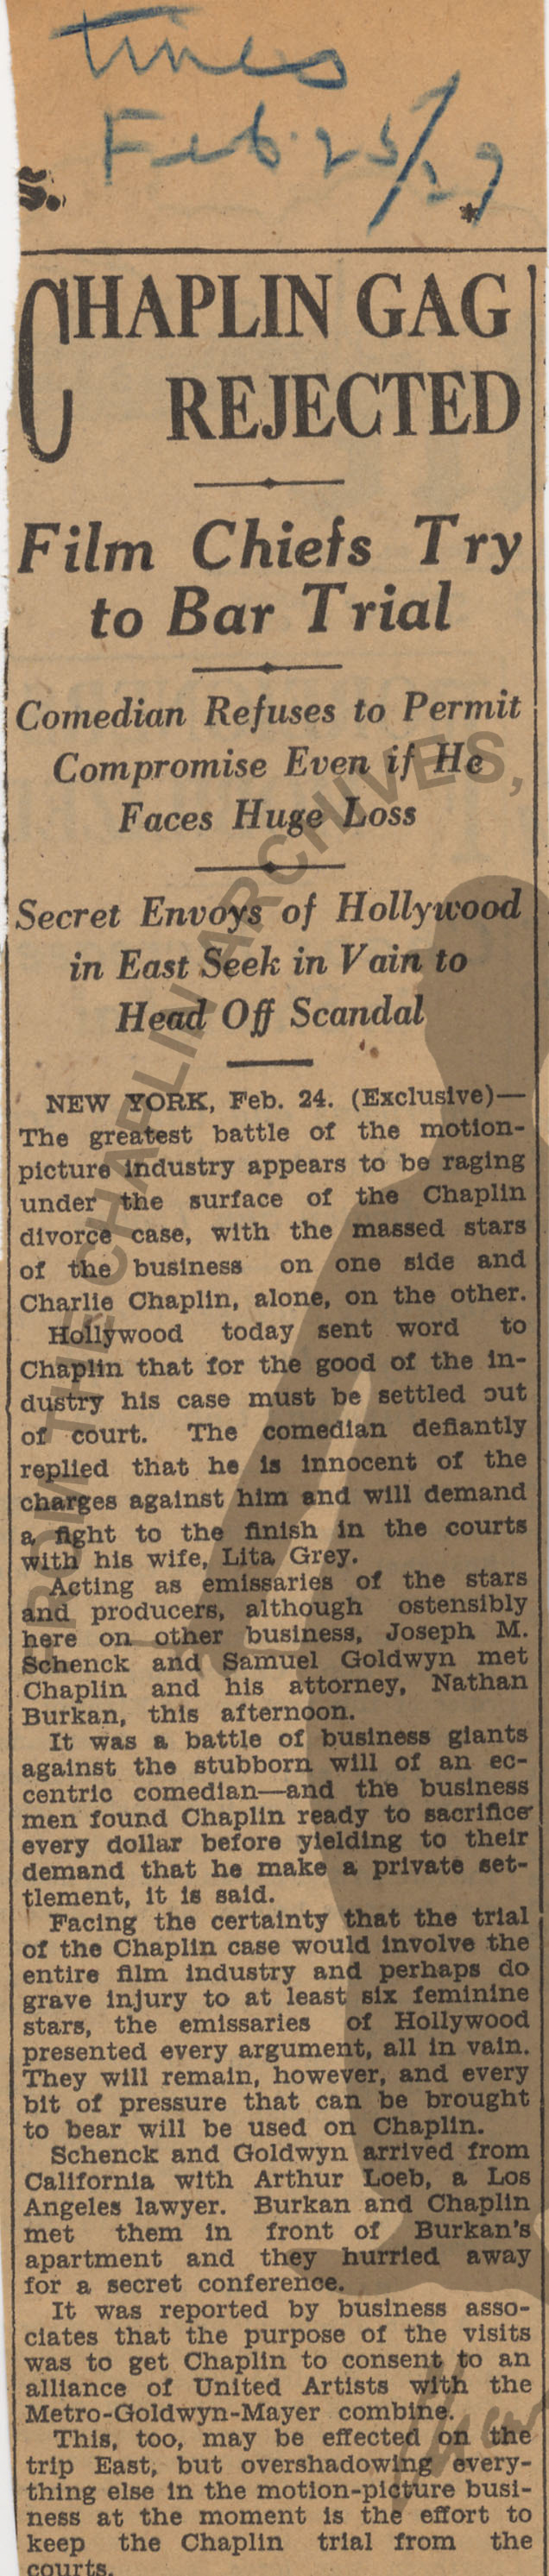 Times
Feb. 25/27
S.
*
CHAPLIN GAG
REJECTED
Film Chiefs Try
to Bar Trial
Comedian Refuses to Permit
Compromise Even if He
Faces Huge Loss
Secret Envoys of Hollywood
in East Seek in Vain to
Head Off Scandal
NEW YORK, Feb. 24. (Exclusive)—
The greatest battle of the motion-
picture industry appears to be raging
under the surface of the Chaplin
divorce case, with the massed stars
of the business on one side and
Charlie Chaplin, alone, on the other.
Hollywood today sent word to
Chaplin that for the good of the in-
dustry his case must be settled out
of court. The comedian defiantly
replied that he is innocent of the
charges against him and will demand
a fight to the finish in the courts
with his wife, Lita Grey.
Acting as emissaries of the stars
and producers, although ostensibly
here on other business, Joseph M.
Schenck and Samuel Goldwyn met
Chaplin and his attorney, Nathan
Burkan, this afternoon.
It was a battle of business giants
against the stubborn will of an ec-
centric comedian—and the business
men found Chaplin ready to sacrifice
every dollar before yielding to their
demand that he make a private set-
tlement, it is said.
Facing the certainty that the trial
of the Chaplin case would involve the
entire film industry and perhaps do
grave injury to at least six feminine
stars, the emissaries of Hollywood
presented every argument, all in vain.
They will remain, however, and every
bit of pressure that can be brought
to bear will be used on Chaplin.
Schenck and Goldwyn arrived from
California with Arthur Loeb, a Los
Angeles lawyer. Burkan and Chaplin
met them in front of Burkan's
apartment and they hurried away
for a secret conference.
It was reported by business asso-
ciates that the purpose of the visits
was to get Chaplin to consent to an
alliance of United Artists with the
Metro-Goldwyn-Mayer combine.
This, too, may be effected on the
trip East, but overshadowing every-
thing else in the motion-picture busi-
ness at the moment is the effort to
keep the Chaplin trial from the
courts.
FROM THE CHAPLIN ARCHIVES,